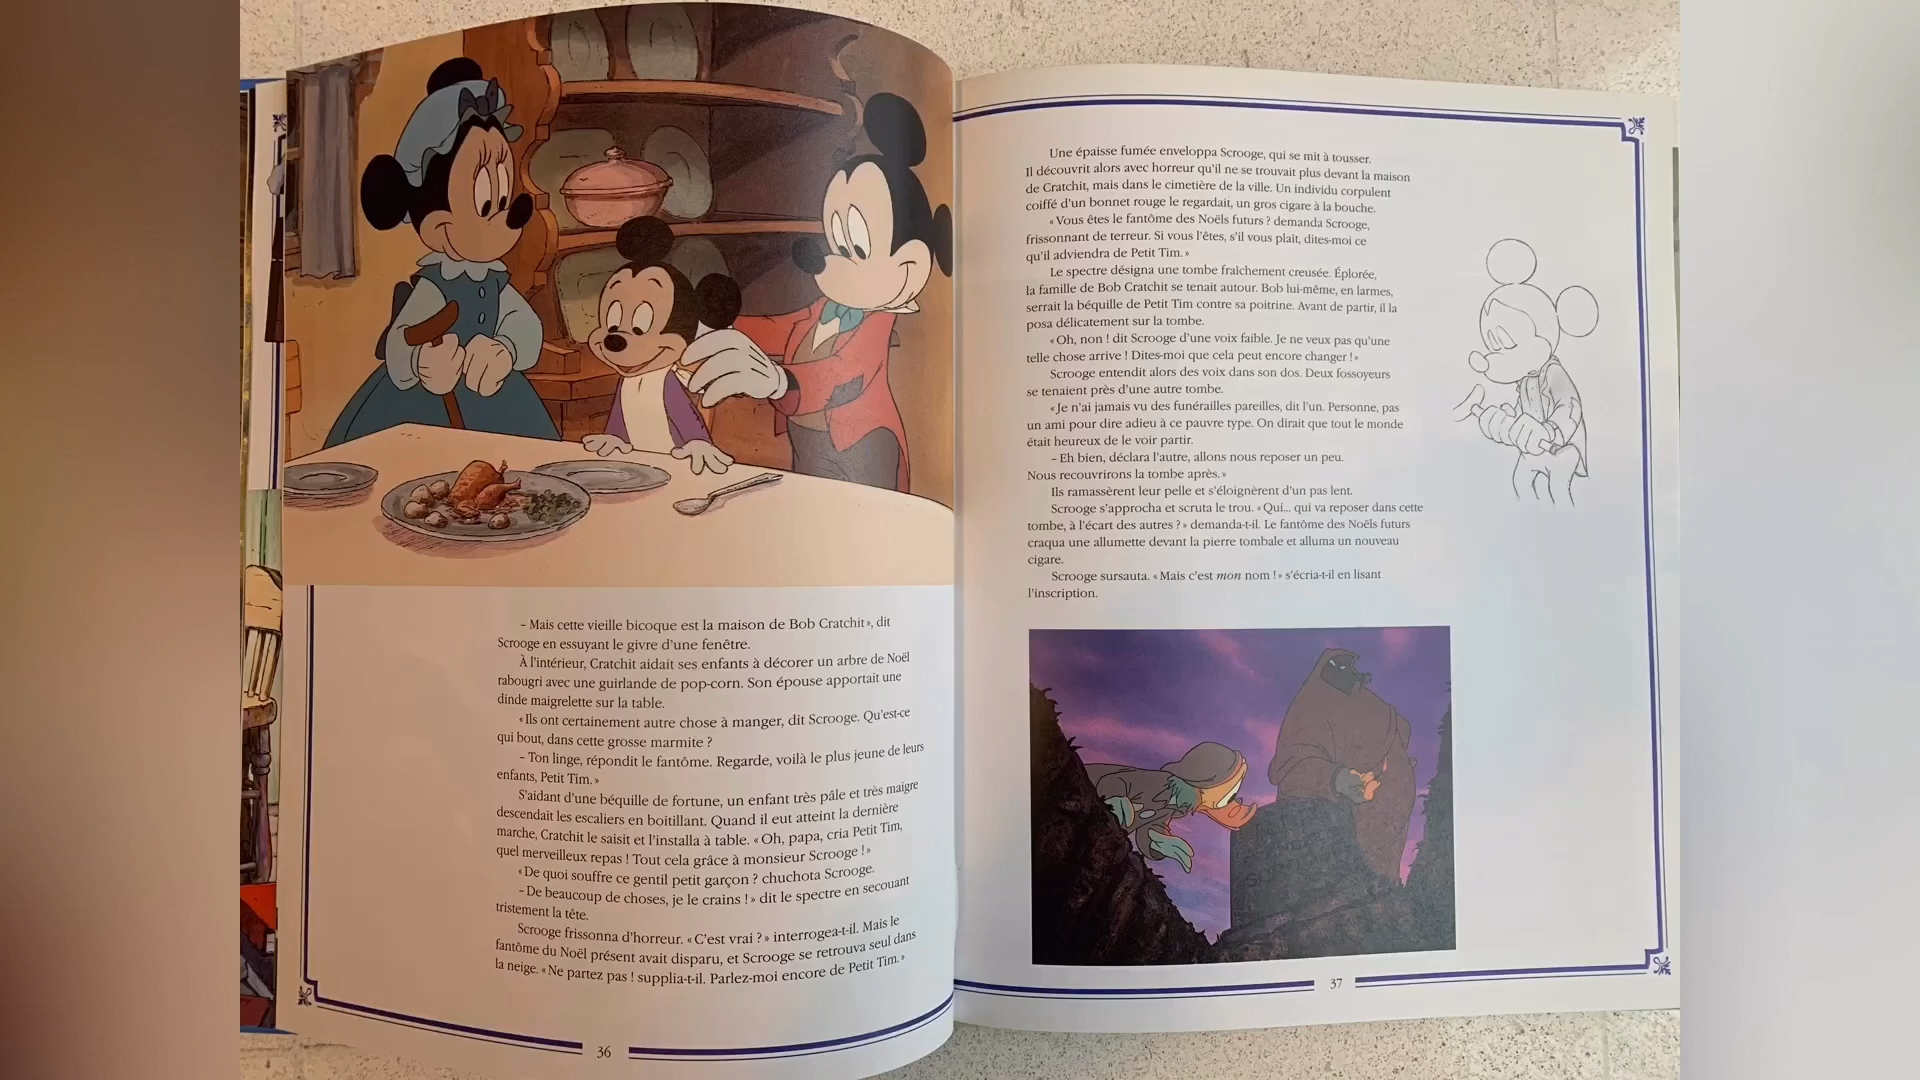 – Mais cette vieille bicoque est la maison de Bob Cratchit», dit
Scrooge en essuyant le givre d'une fenêtre.
À l'intérieur, Cratchit aidait ses enfants à décorer un arbre de Noël
rabougri avec une guirlande de pop-corn. Son épouse apportait une
dinde maigrelette sur la table.
«Ils ont certainement autre chose à manger, dit Scrooge. Qu'est-ce
qui bout, dans cette grosse marmite ?
– Ton linge, répondit le fantôme. Regarde, voilà le plus jeune de leurs
enfants, Petit Tim.»
S'aidant d'une béquille de fortune, un enfant très pâle et très maigre
descendait les escaliers en boitillant. Quand il eut atteint la dernière
marche, Cratchit le saisit et l'installa à table. «Oh, papa, cria Petit Tim,
quel merveilleux repas ! Tout cela grâce à monsieur Scrooge !»
«De quoi souffre ce gentil petit garçon ? chuchota Scrooge.
– De beaucoup de choses, je le crains !» dit le spectre en secouant
tristement la tête.
Scrooge frissonna d'horreur. «C'est vrai ?» interrogea-t-il. Mais le
fantôme du Noël présent avait disparu, et Scrooge se retrouva seul dans
la neige. «Ne partez pas ! supplia-t-il. Parlez-moi encore de Petit Tim.»
36
Une épaisse fumée enveloppa Scrooge, qui se mit à tousser.
Il découvrit alors avec horreur qu'il ne se trouvait plus devant la maison
de Cratchit, mais dans le cimetière de la ville. Un individu corpulent
coiffé d'un bonnet rouge le regardait, un gros cigare à la bouche.
«Vous êtes le fantôme des Noëls futurs ? demanda Scrooge,
frissonnant de terreur. Si vous l'êtes, s'il vous plaît, dites-moi ce
qu'il adviendra de Petit Tim.»
Le spectre désigna une tombe fraîchement creusée. Éplorée,
la famille de Bob Cratchit se tenait autour. Bob lui-même, en larmes,
serrait la béquille de Petit Tim contre sa poitrine. Avant de partir, il la
posa délicatement sur la tombe.
«Oh, non ! dit Scrooge d'une voix faible. Je ne veux pas qu'une
telle chose arrive ! Dites-moi que cela peut encore changer !»
Scrooge entendit alors des voix dans son dos. Deux fossoyeurs
se tenaient près d'une autre tombe.
«Je n'ai jamais vu des funérailles pareilles, dit l'un. Personne, pas
un ami pour dire adieu à ce pauvre type. On dirait que tout le monde
était heureux de le voir partir.
– Eh bien, déclara l'autre, allons nous reposer un peu.
Nous recouvrirons la tombe après.»
Ils ramassèrent leur pelle et s'éloignèrent d'un pas lent.
Scrooge s'approcha et scruta le trou. «Qui... qui va reposer dans cette
tombe, à l'écart des autres ?» demanda-t-il. Le fantôme des Noëls futurs
craqua une allumette devant la pierre tombale et alluma un nouveau
cigare.
Scrooge sursauta. «Mais c'est mon nom !» s'écria-t-il en lisant
l'inscription.
37